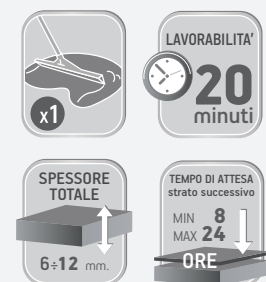 x1
LAVORABILITA'
20
minuti
SPESSORE
TOTALE
6÷12 mm.
TEMPO DI ATTESA
strato successivo
MIN 8
MAX 24
ORE